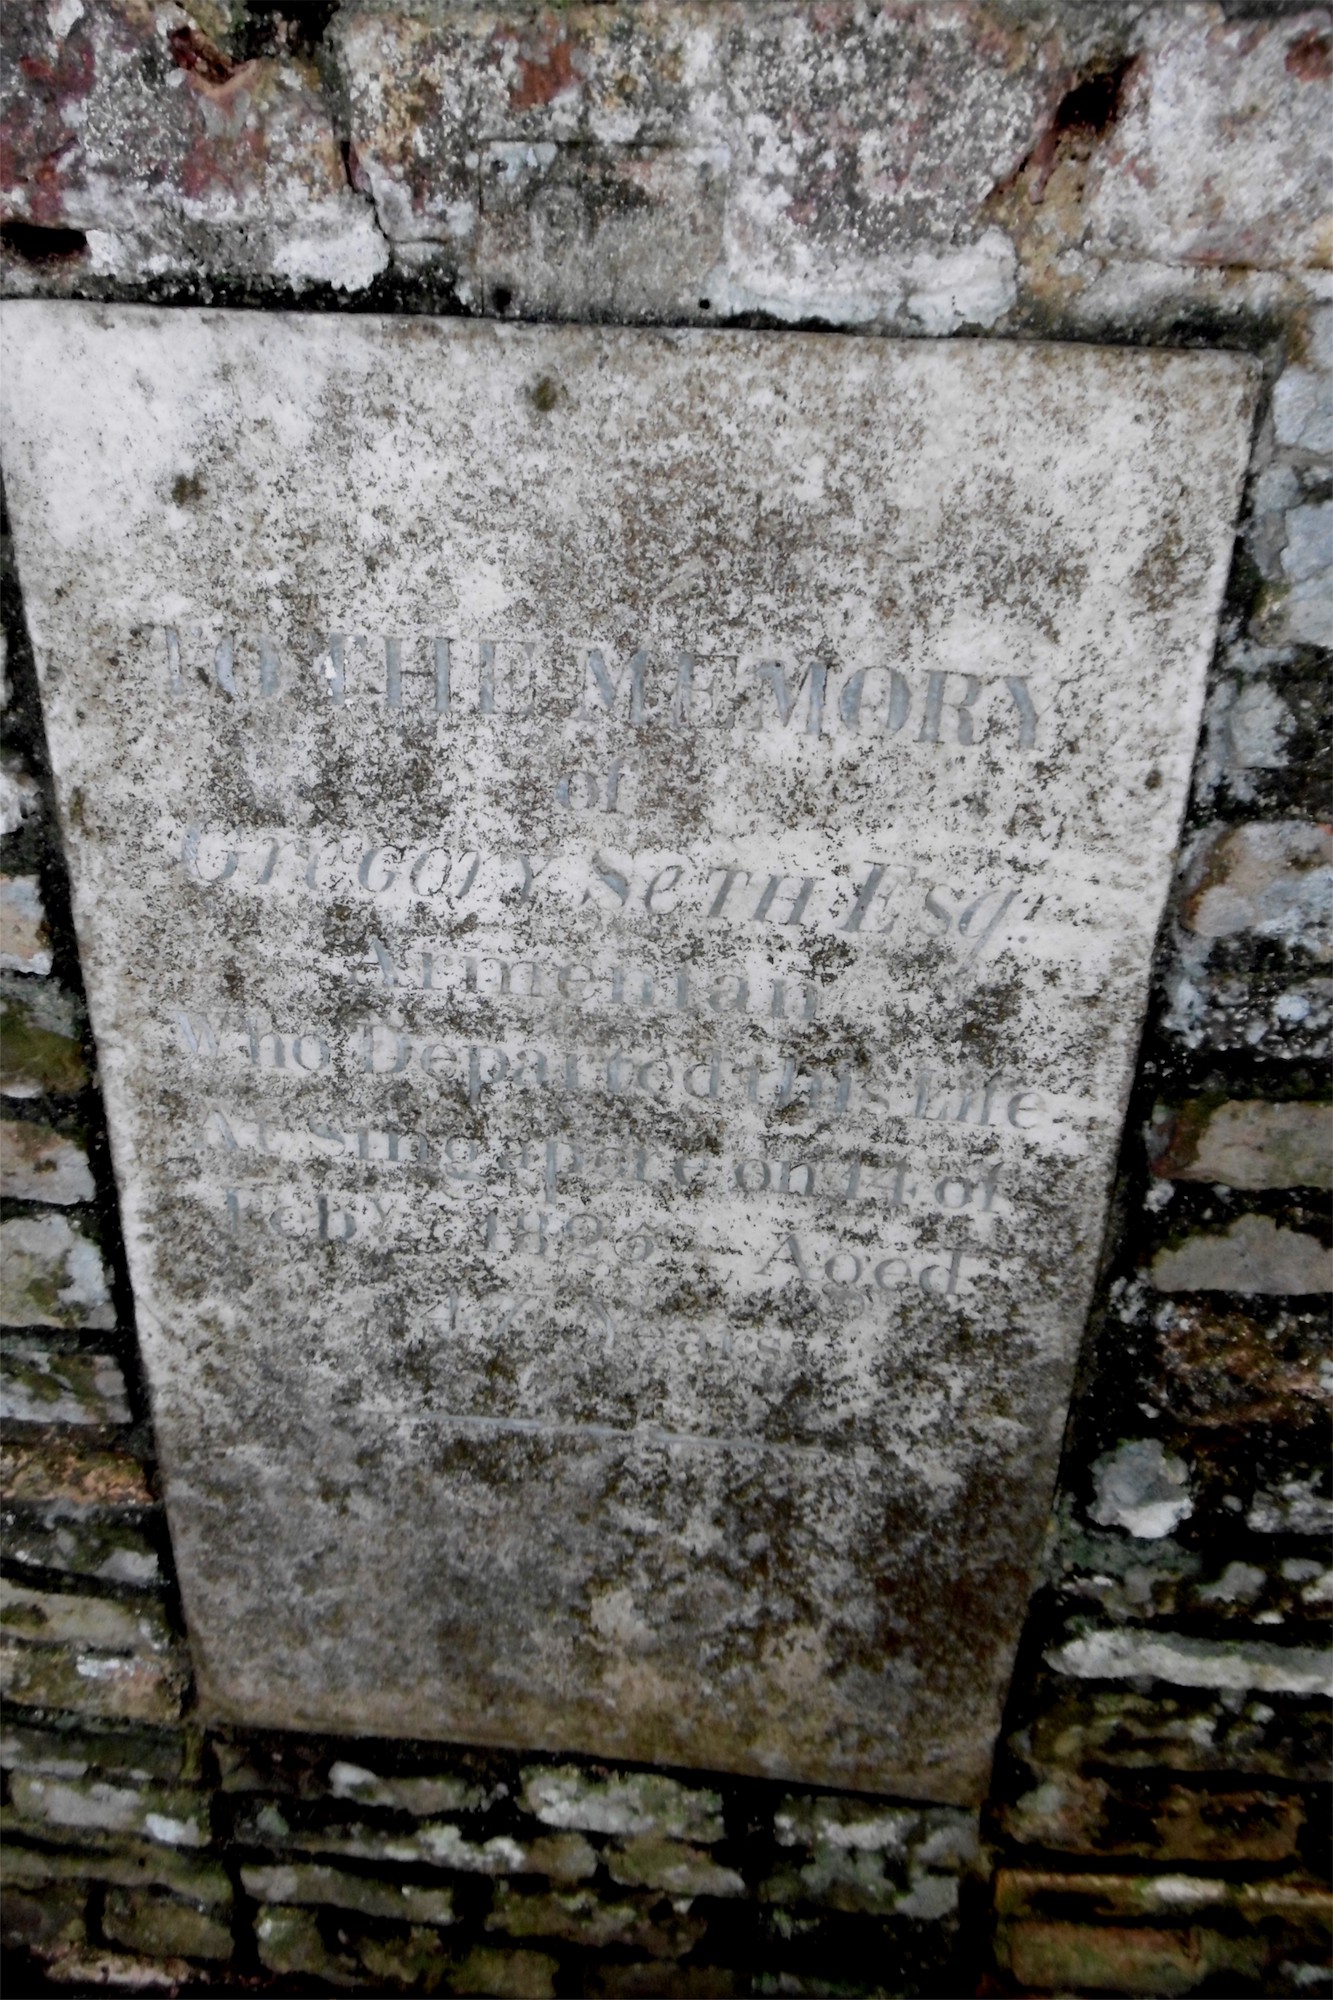 TO THE MEMORY
of
Gregory Seth Esqr.
Armenian
Who Departed this Life
At Singapore on 14 of
Feby 1825 Aged
47 Years